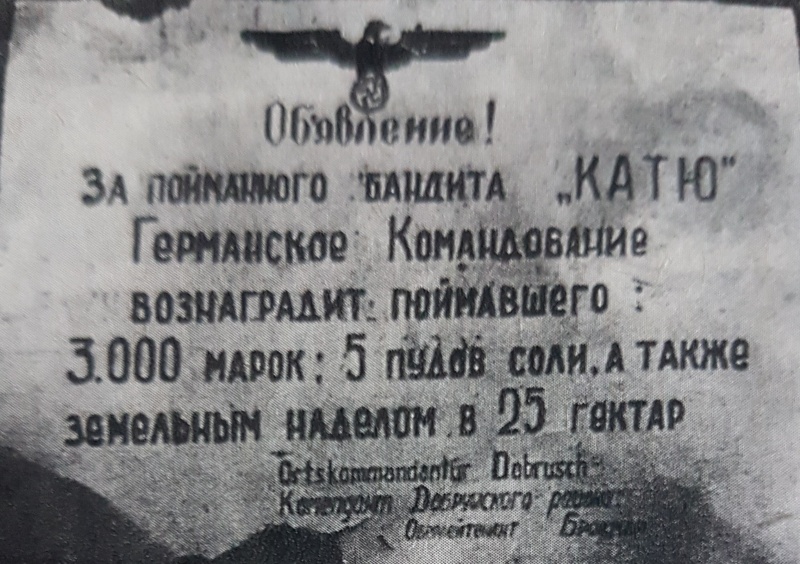 Объявление!
За пойманного бандита „КАТЮ"
Германское Командование
вознаградит: поймавшего :
3.000 марок; 5 пудов соли, а также
земельным наделом в 25 гектар
Ortskommandantur Dobrusch
Комендант Добрушского района
Оберлейтенант